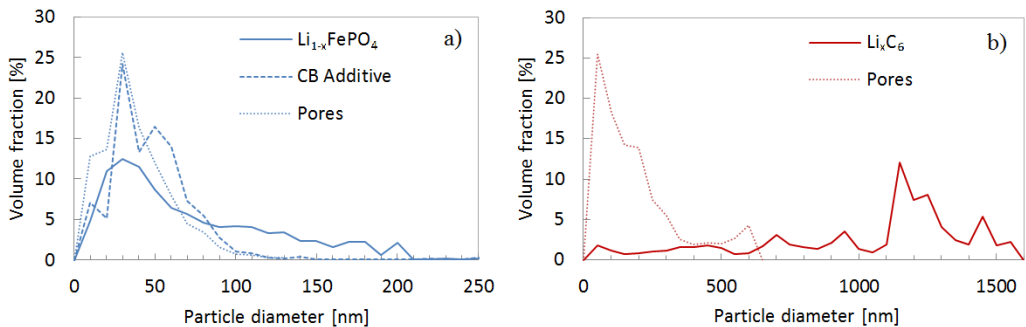 30
25
20
15
10
5
0
Volume fraction [%]
Li₁₋ₓFePO₄
CB Additive
Pores
a)
0 50 100 150 200 250
Particle diameter [nm]
30
25
20
15
10
5
0
Volume fraction [%]
LiₓC₆
Pores
b)
0 500 1000 1500
Particle diameter [nm]